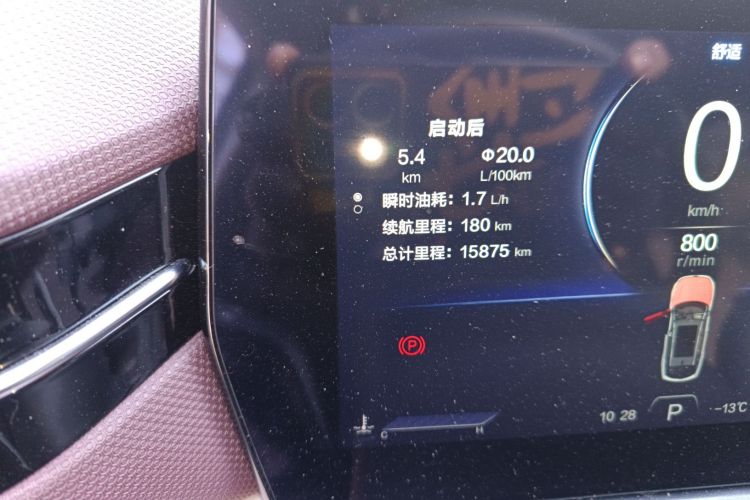 舒适
启动后
5.4 Φ20.0
km L/100km
瞬时油耗：1.7 L/h
续航里程：180 km
总计里程：15875 km
0
km/h
800
r/min
P
C H
10 28 P -13℃